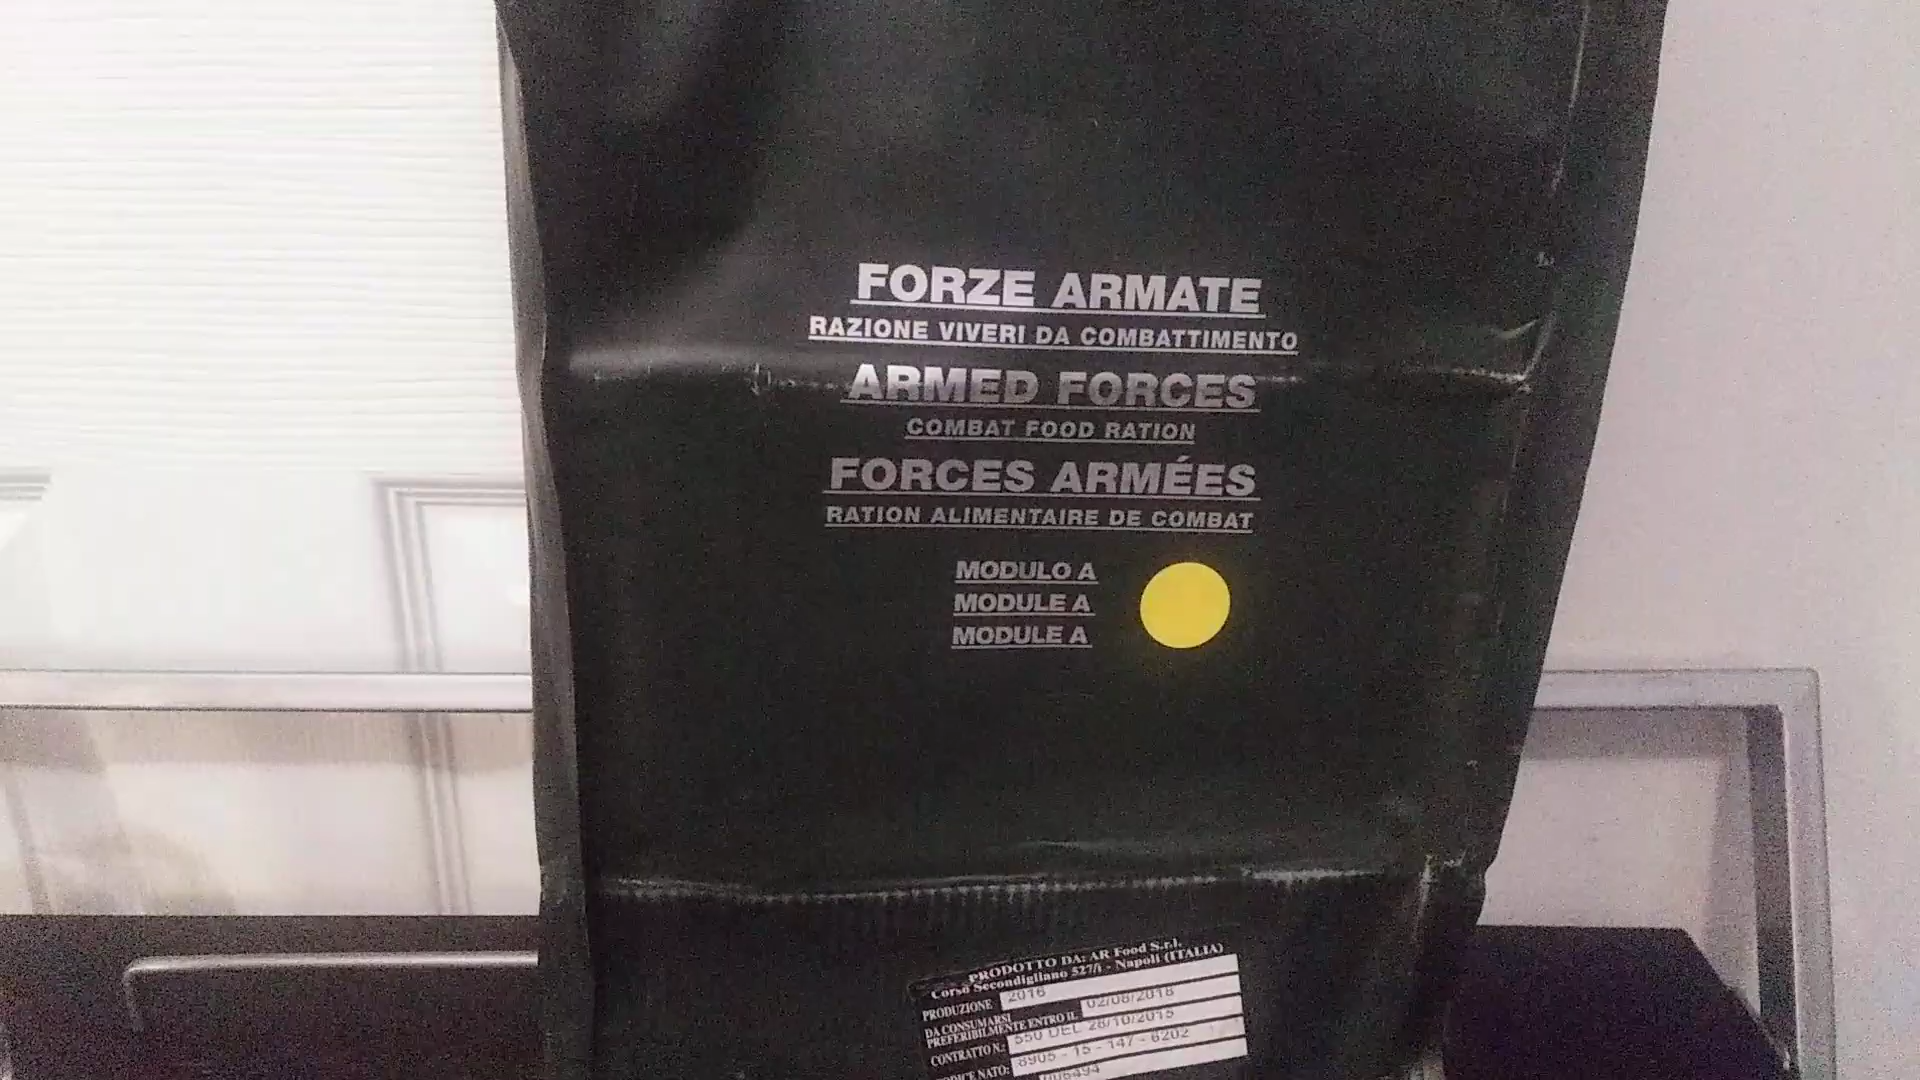 FORZE ARMATE
RAZIONE VIVERI DA COMBATTIMENTO
ARMED FORCES
COMBAT FOOD RATION
FORCES ARMÉES
RATION ALIMENTAIRE DE COMBAT
MODULO A
MODULE A
MODULE A
PRODOTTO DA: AR Food S.r.l.
Corso Secondigliano 527/i - Napoli (ITALIA)
PRODUZIONE 2016
DA CONSUMARSI
PREFERIBILMENTE ENTRO IL 02/08/2018
CONTRATTO N.: 550 DEL 28/10/2015
NATO: 8905 - 15 - 147 - 6202